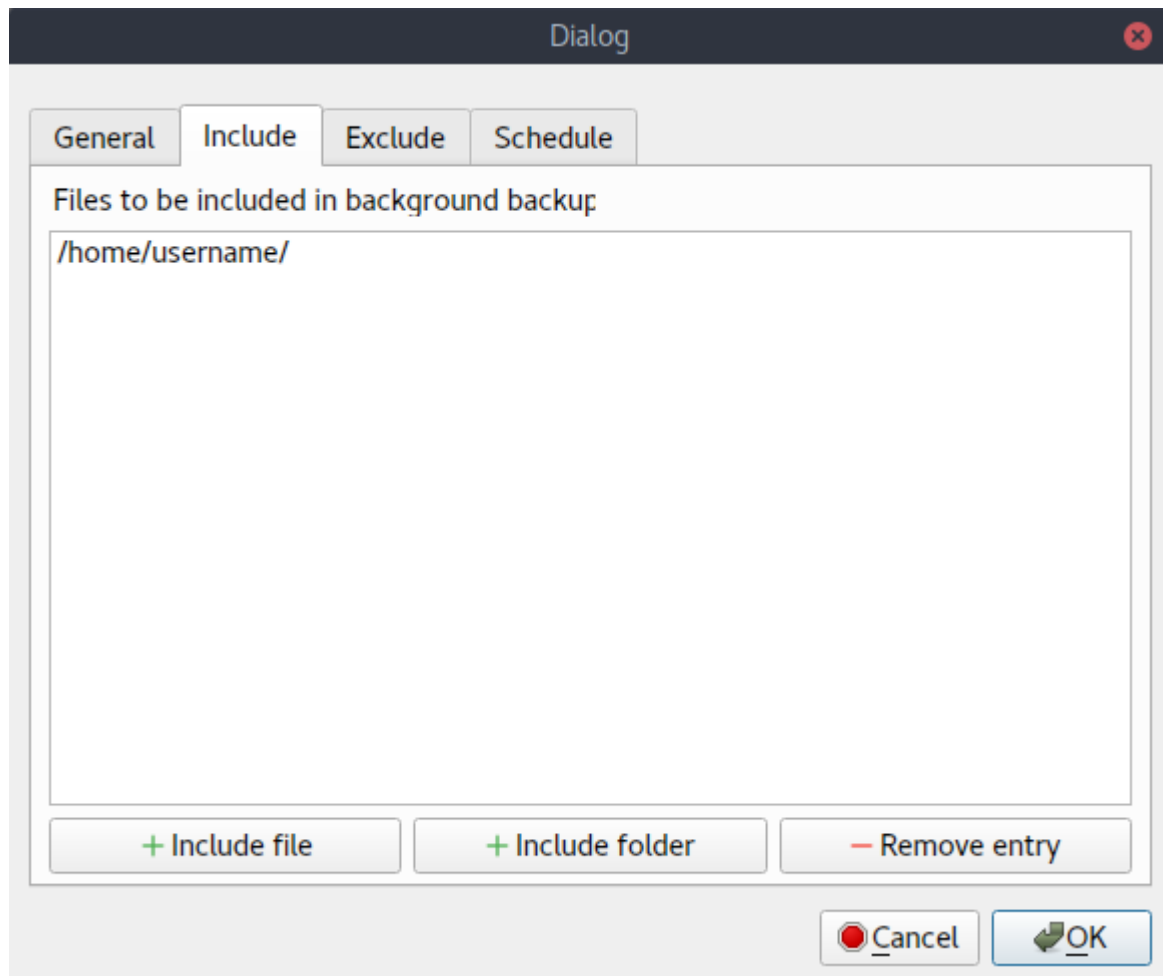 Dialog
General Include Exclude Schedule
Files to be included in background backup
/home/username/
+ Include file + Include folder − Remove entry
Cancel OK